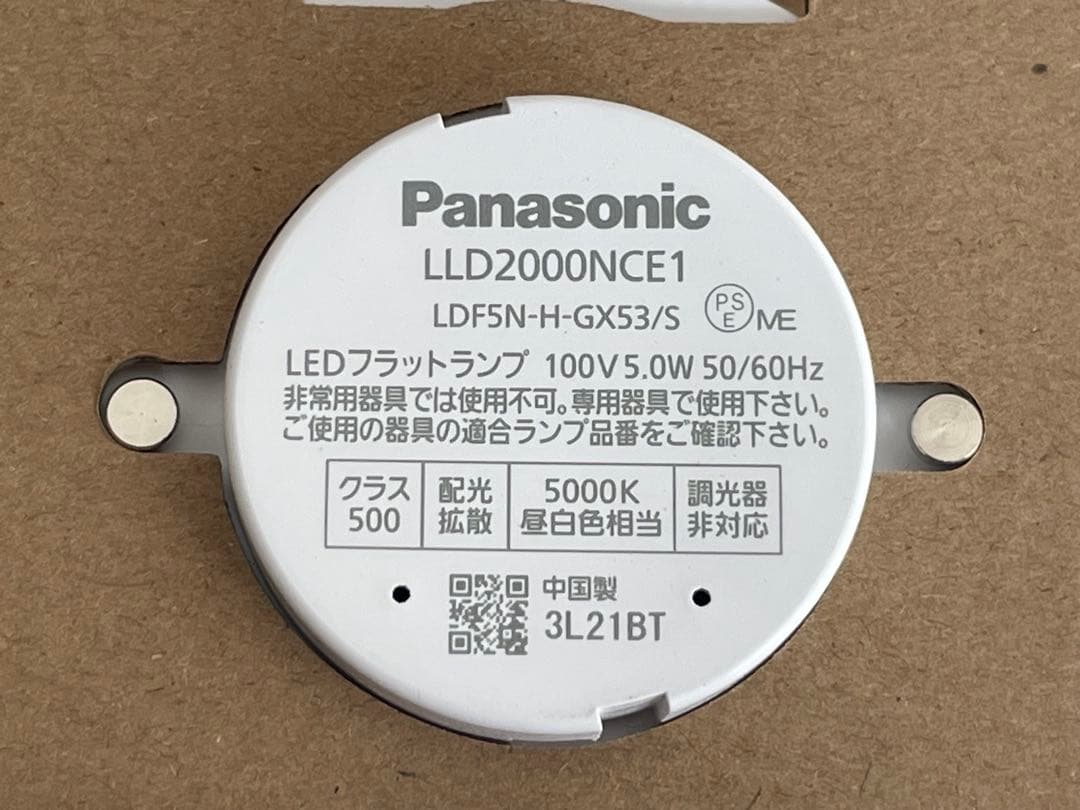 Panasonic
LLD2000NCE1
LDF5N-H-GX53/S PSE ME
LEDフラットランプ 100V 5.0W 50/60Hz
非常用器具では使用不可。専用器具で使用下さい。
ご使用の器具の適合ランプ品番をご確認下さい。
クラス 500
配光 拡散
5000K 昼白色相当
調光器 非対応
中国製
3L21BT